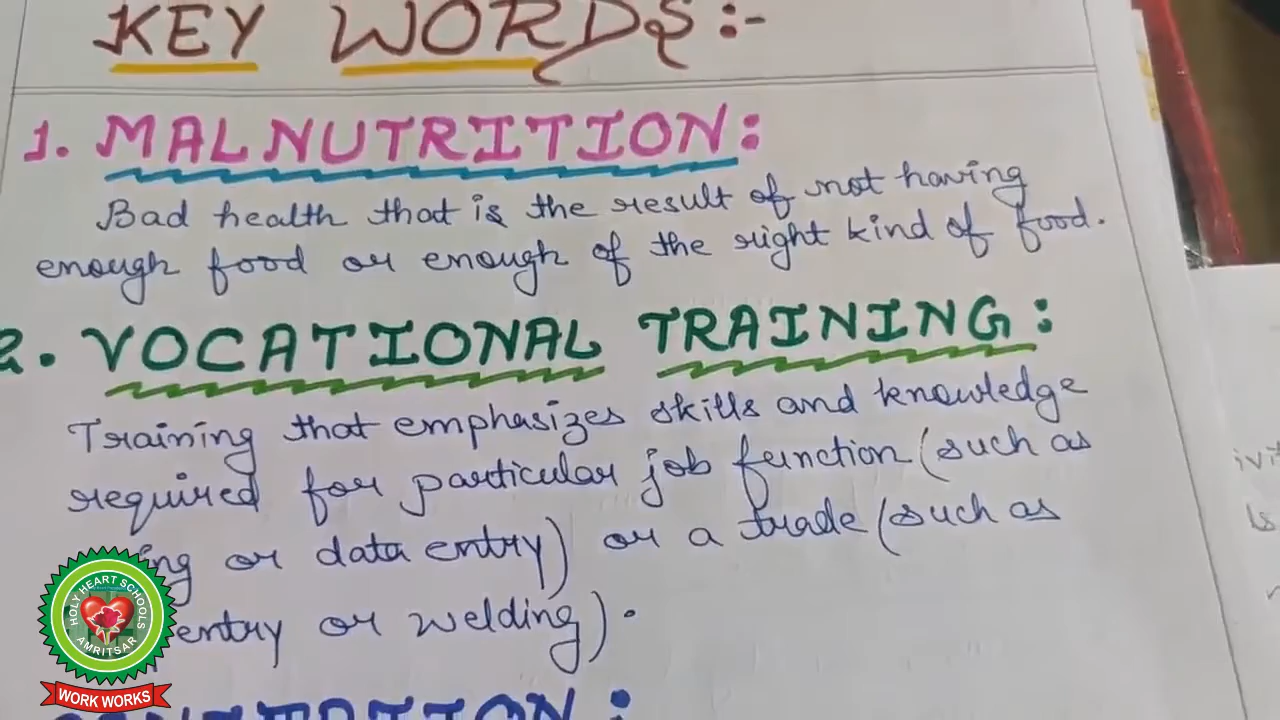 KEY WORDS:-
1. MALNUTRITION:
Bad health that is the result of not having
enough food or enough of the right kind of food.
2. VOCATIONAL TRAINING:
Training that emphasizes skills and knowledge
required for particular job function (such as
ing or data entry) or a trade (such as
entry or welding).
HOLY HEART SCHOOLS
AMRITSAR
WORK WORKS